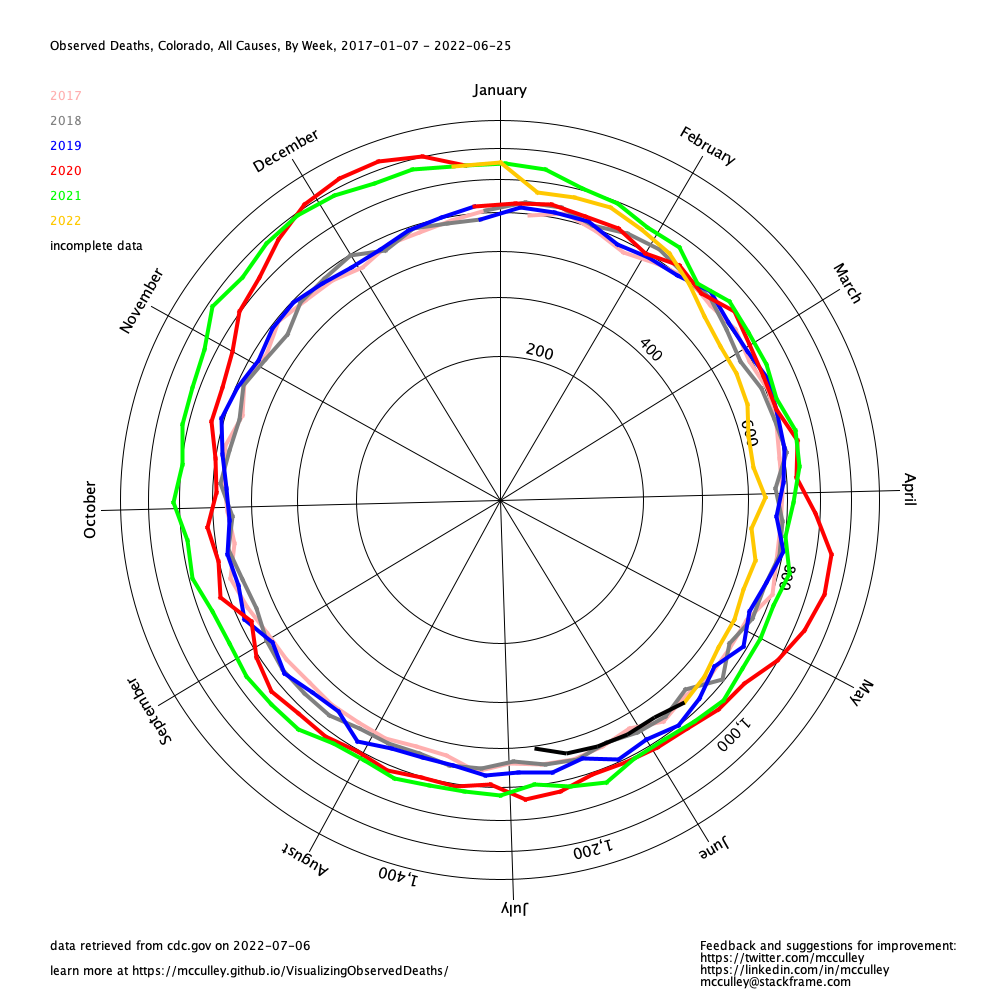 Observed Deaths, Colorado, All Causes, By Week, 2017-01-07 - 2022-06-25
January
2017
2018
2019
2020
2021
2022
incomplete data
December
February
November
March
200
400
600
October
April
800
September
May
1,000
1,200
1,400
August
June
July
data retrieved from cdc.gov on 2022-07-06
learn more at https://mcculley.github.io/VisualizingObservedDeaths/
Feedback and suggestions for improvement:
https://twitter.com/mcculley
https://linkedin.com/in/mcculley
mcculley@stackframe.com